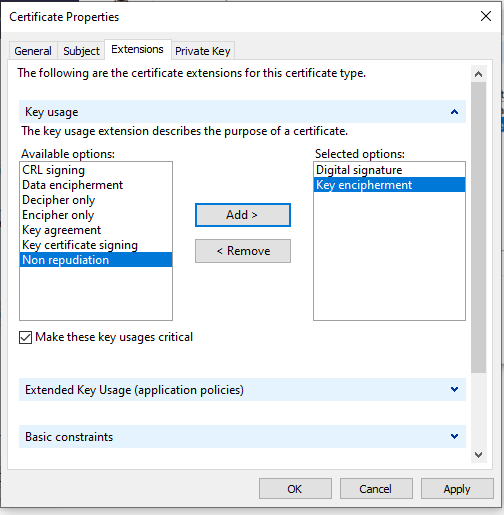 Certificate Properties
General Subject Extensions Private Key
The following are the certificate extensions for this certificate type.
Key usage
The key usage extension describes the purpose of a certificate.
Available options:
CRL signing
Data encipherment
Decipher only
Encipher only
Key agreement
Key certificate signing
Non repudiation
Add >
< Remove
Selected options:
Digital signature
Key encipherment
Make these key usages critical
Extended Key Usage (application policies)
Basic constraints
OK Cancel Apply